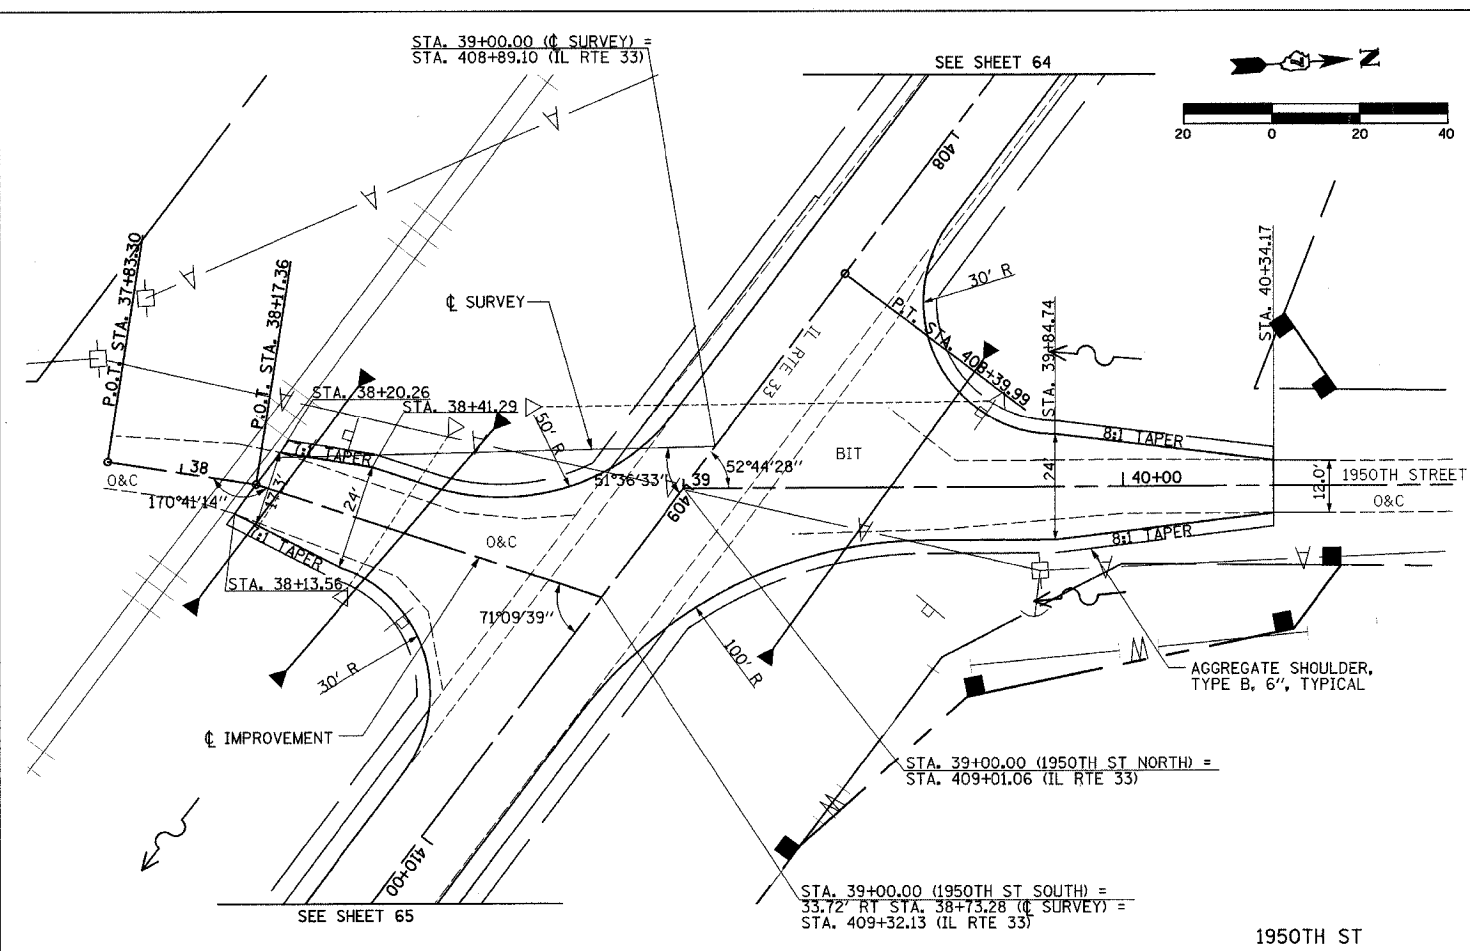 STA. 39+00.00 (℄ SURVEY) =
STA. 408+89.10 (IL RTE 33)
SEE SHEET 64
N
20 0 20 40
408
P.O.T. STA. 37+83.30
P.O.T. STA. 38+17.36
℄ SURVEY
IL RTE 33
30' R
P.T. STA. 408+39.99
STA. 39+84.74
STA. 40+34.17
STA. 38+20.26
STA. 38+41.29
50' R
7:1 TAPER
8:1 TAPER
BIT
38
O&C
170°41'14"
17.3'
24'
51°36'33"
39
52°44'28"
409
24'
40+00
12.0'
1950TH STREET
O&C
O&C
7:1 TAPER
8:1 TAPER
STA. 38+13.56
71°09'39"
30' R
100' R
AGGREGATE SHOULDER,
TYPE B, 6", TYPICAL
℄ IMPROVEMENT
STA. 39+00.00 (1950TH ST NORTH) =
STA. 409+01.06 (IL RTE 33)
410+00
STA. 39+00.00 (1950TH ST SOUTH) =
33.72' RT STA. 38+73.28 (℄ SURVEY) =
STA. 409+32.13 (IL RTE 33)
SEE SHEET 65
1950TH ST